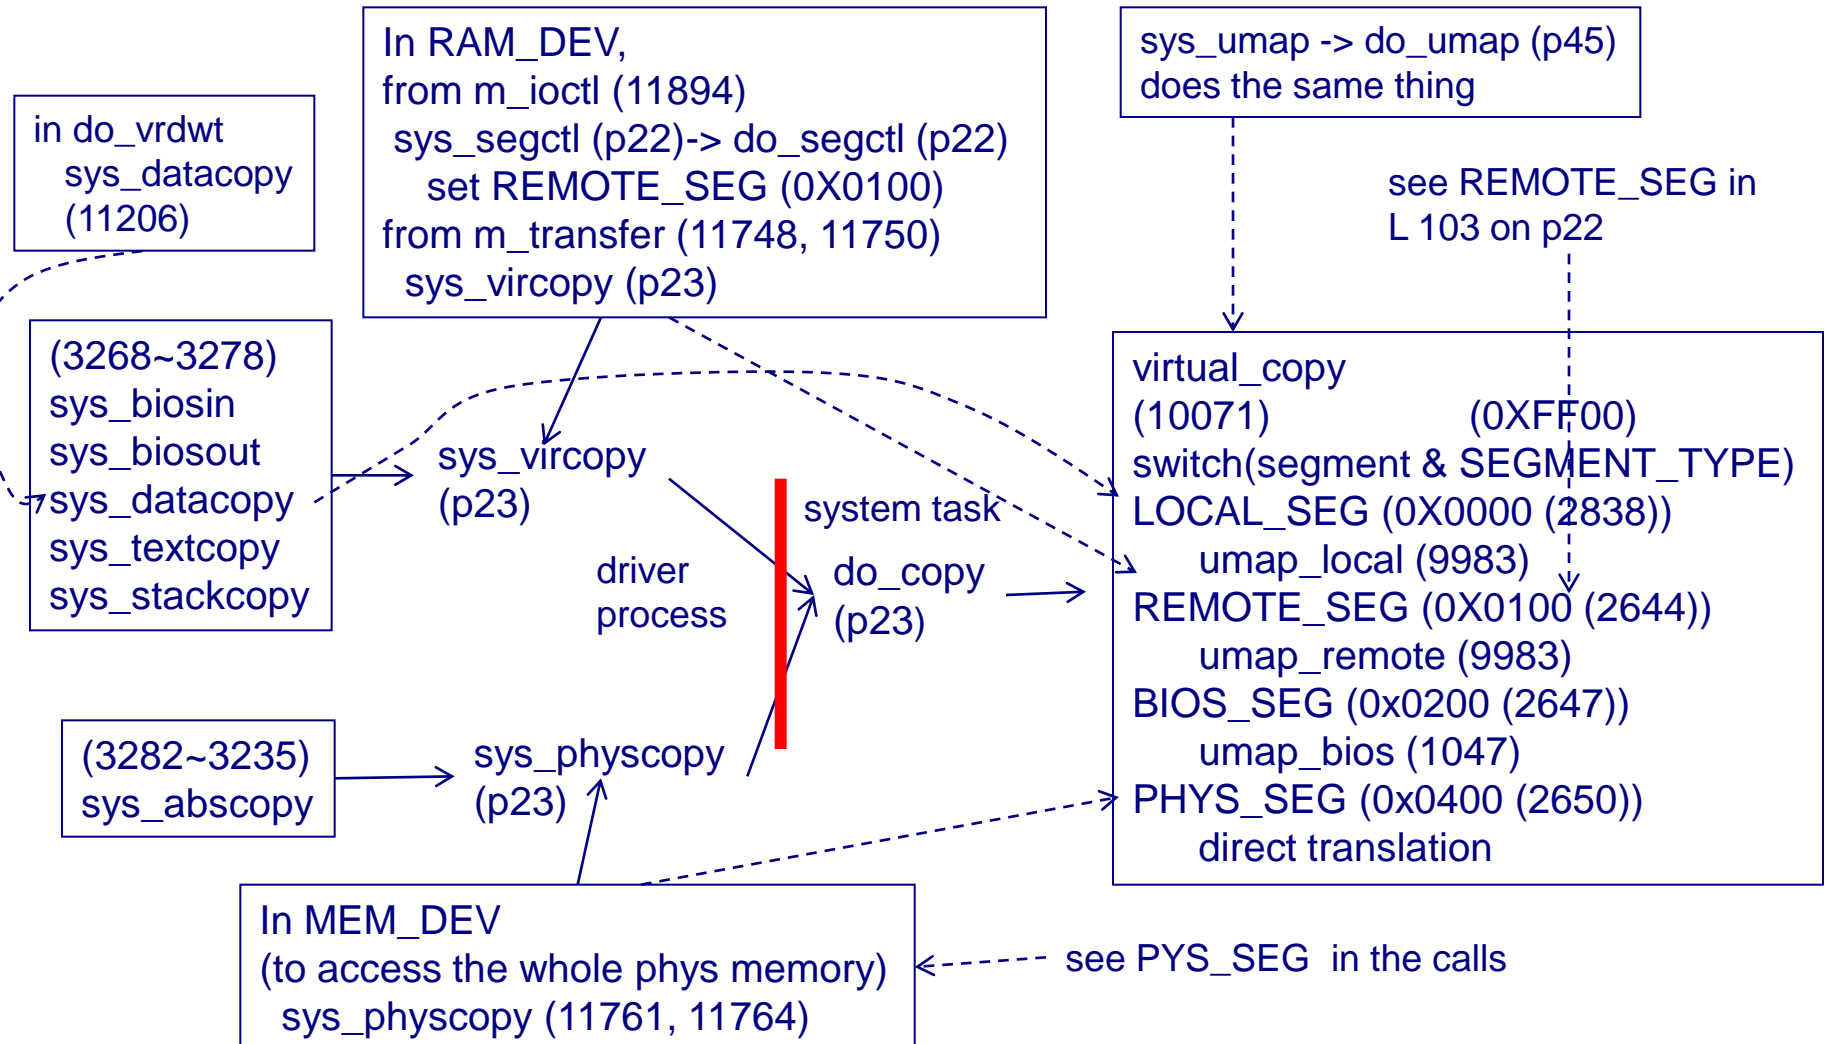 In RAM_DEV,
from m_ioctl (11894)
sys_segctl (p22)-> do_segctl (p22)
set REMOTE_SEG (0X0100)
from m_transfer (11748, 11750)
sys_vircopy (p23)
sys_umap -> do_umap (p45)
does the same thing
in do_vrdwt
sys_datacopy
(11206)
see REMOTE_SEG in
L 103 on p22
(3268~3278)
sys_biosin
sys_biosout
sys_datacopy
sys_textcopy
sys_stackcopy
sys_vircopy
(p23)
system task
driver
process
do_copy
(p23)
virtual_copy
(10071) (0XFF00)
switch(segment & SEGMENT_TYPE)
LOCAL_SEG (0X0000 (2838))
umap_local (9983)
REMOTE_SEG (0X0100 (2644))
umap_remote (9983)
BIOS_SEG (0x0200 (2647))
umap_bios (1047)
PHYS_SEG (0x0400 (2650))
direct translation
(3282~3235)
sys_abscopy
sys_physcopy
(p23)
In MEM_DEV
(to access the whole phys memory)
sys_physcopy (11761, 11764)
see PYS_SEG in the calls